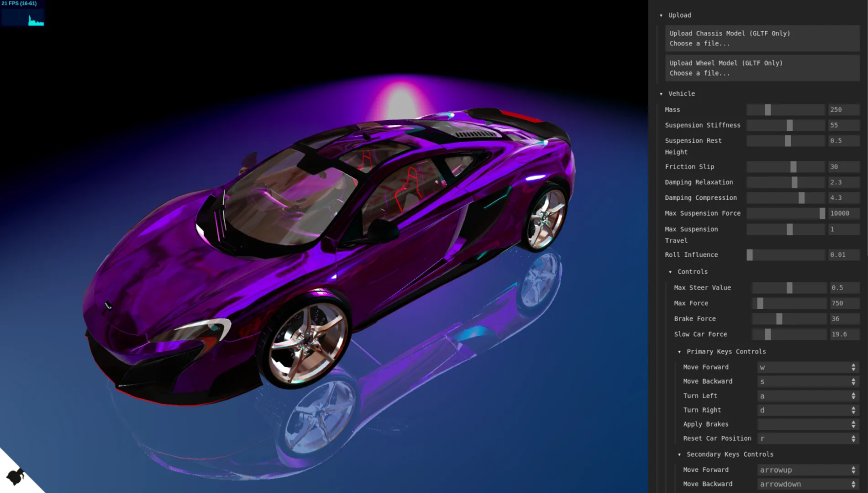 21 FPS (16-61)
▾ Upload
Upload Chassis Model (GLTF Only)
Choose a file...
Upload Wheel Model (GLTF Only)
Choose a file...
▾ Vehicle
Mass 250
Suspension Stiffness 55
Suspension Rest Height 0.5
Friction Slip 30
Damping Relaxation 2.3
Damping Compression 4.3
Max Suspension Force 10000
Max Suspension Travel 1
Roll Influence 0.01
▾ Controls
Max Steer Value 0.5
Max Force 750
Brake Force 36
Slow Car Force 19.6
▾ Primary Keys Controls
Move Forward w
Move Backward s
Turn Left a
Turn Right d
Apply Brakes
Reset Car Position r
▾ Secondary Keys Controls
Move Forward arrowup
Move Backward arrowdown